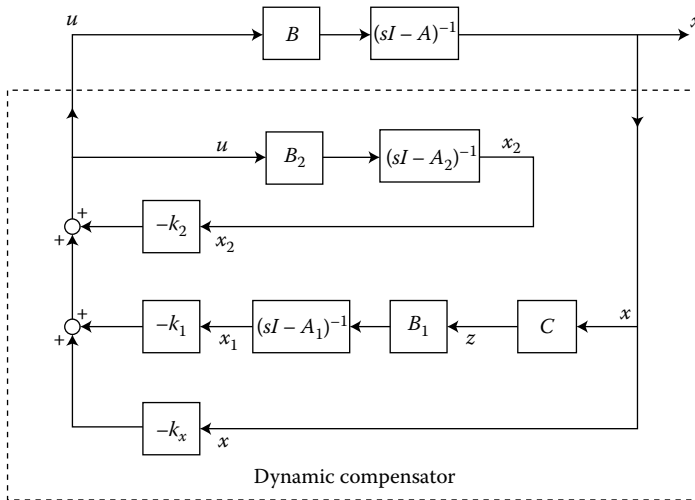 u
B
(sI – A)⁻¹
x
u
B₂
(sI – A₂)⁻¹
x₂
+
+
–k₂
x₂
+
+
–k₁
x₁
(sI – A₁)⁻¹
B₁
z
C
x
–kₓ
x
Dynamic compensator